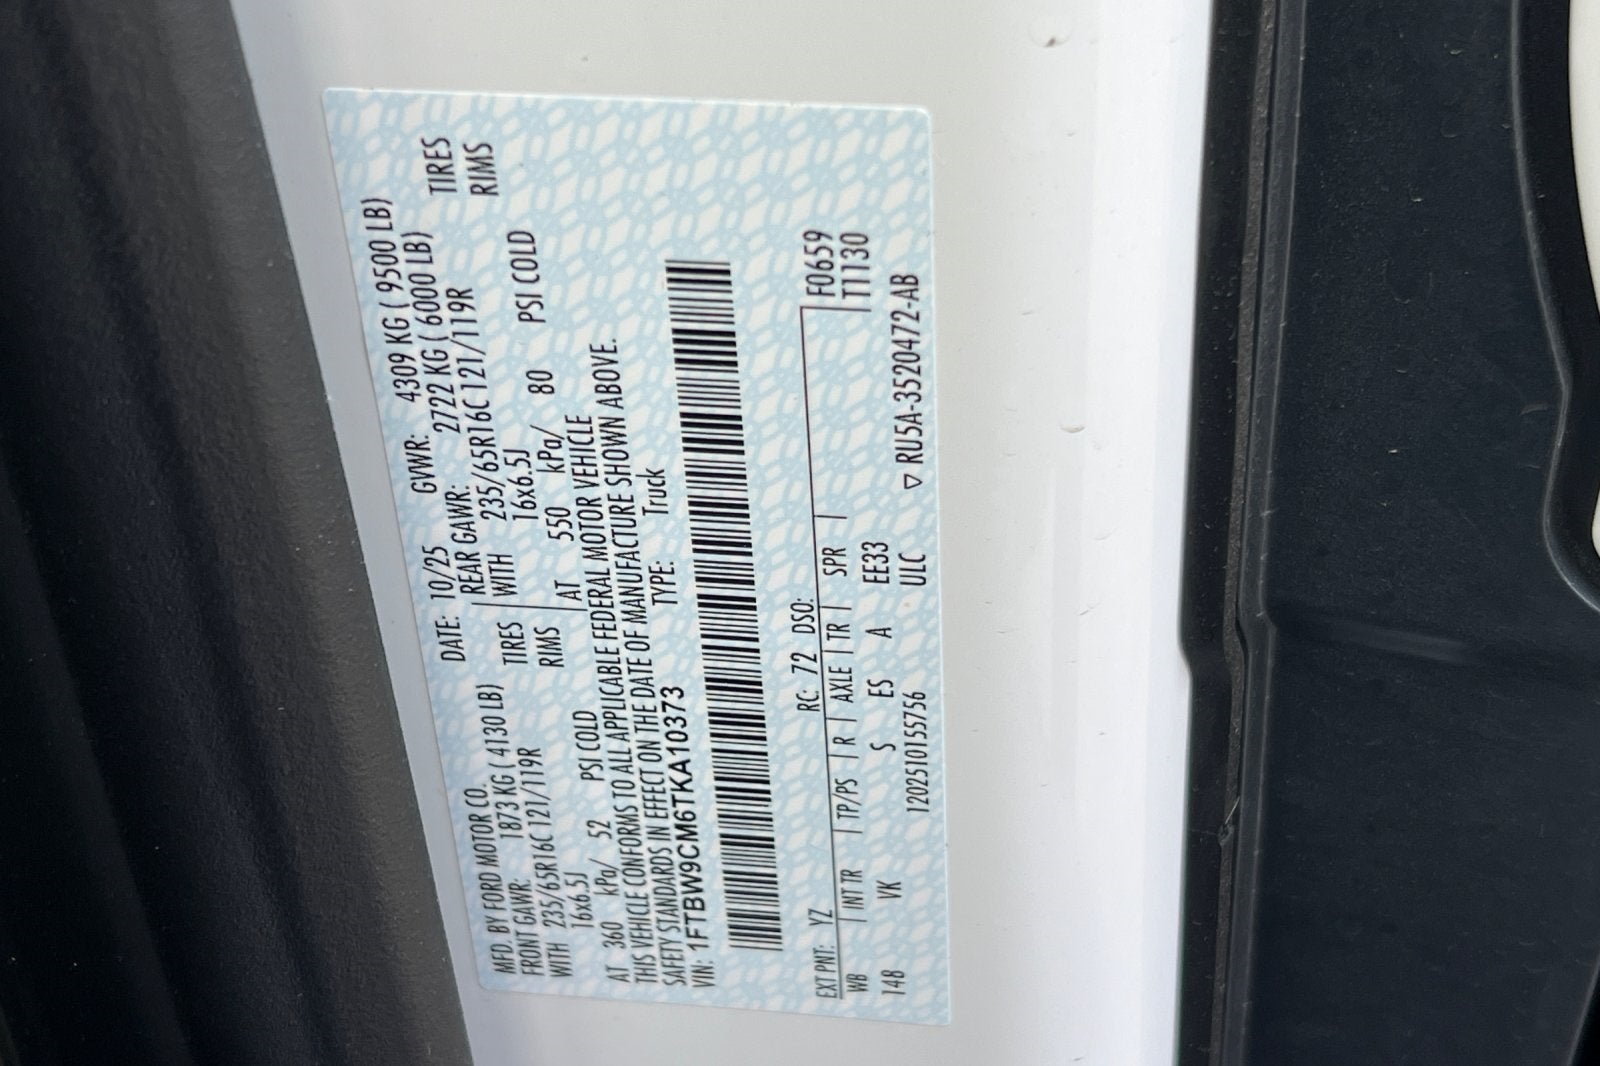 MFD. BY FORD MOTOR CO.
DATE: 10/25 GVWR: 4309 KG ( 9500 LB)
FRONT GAWR: 1873 KG ( 4130 LB) REAR GAWR: 2722 KG ( 6000 LB)
WITH 235/65R16C 121/119R TIRES WITH 235/65R16C 121/119R TIRES
16x6.5J RIMS 16x6.5J RIMS
AT 360 kPa/ 52 PSI COLD AT 550 kPa/ 80 PSI COLD
THIS VEHICLE CONFORMS TO ALL APPLICABLE FEDERAL MOTOR VEHICLE
SAFETY STANDARDS IN EFFECT ON THE DATE OF MANUFACTURE SHOWN ABOVE.
VIN: 1FTBW9CM6TKA10373 TYPE: Truck
EXT PNT: YZ RC: 72 DSO:
F0659
WB INT TR TP/PS R AXLE TR SPR T1130
148 VK S ES A EE33
1202510155756 ULC ▽ RU5A-3520472-AB